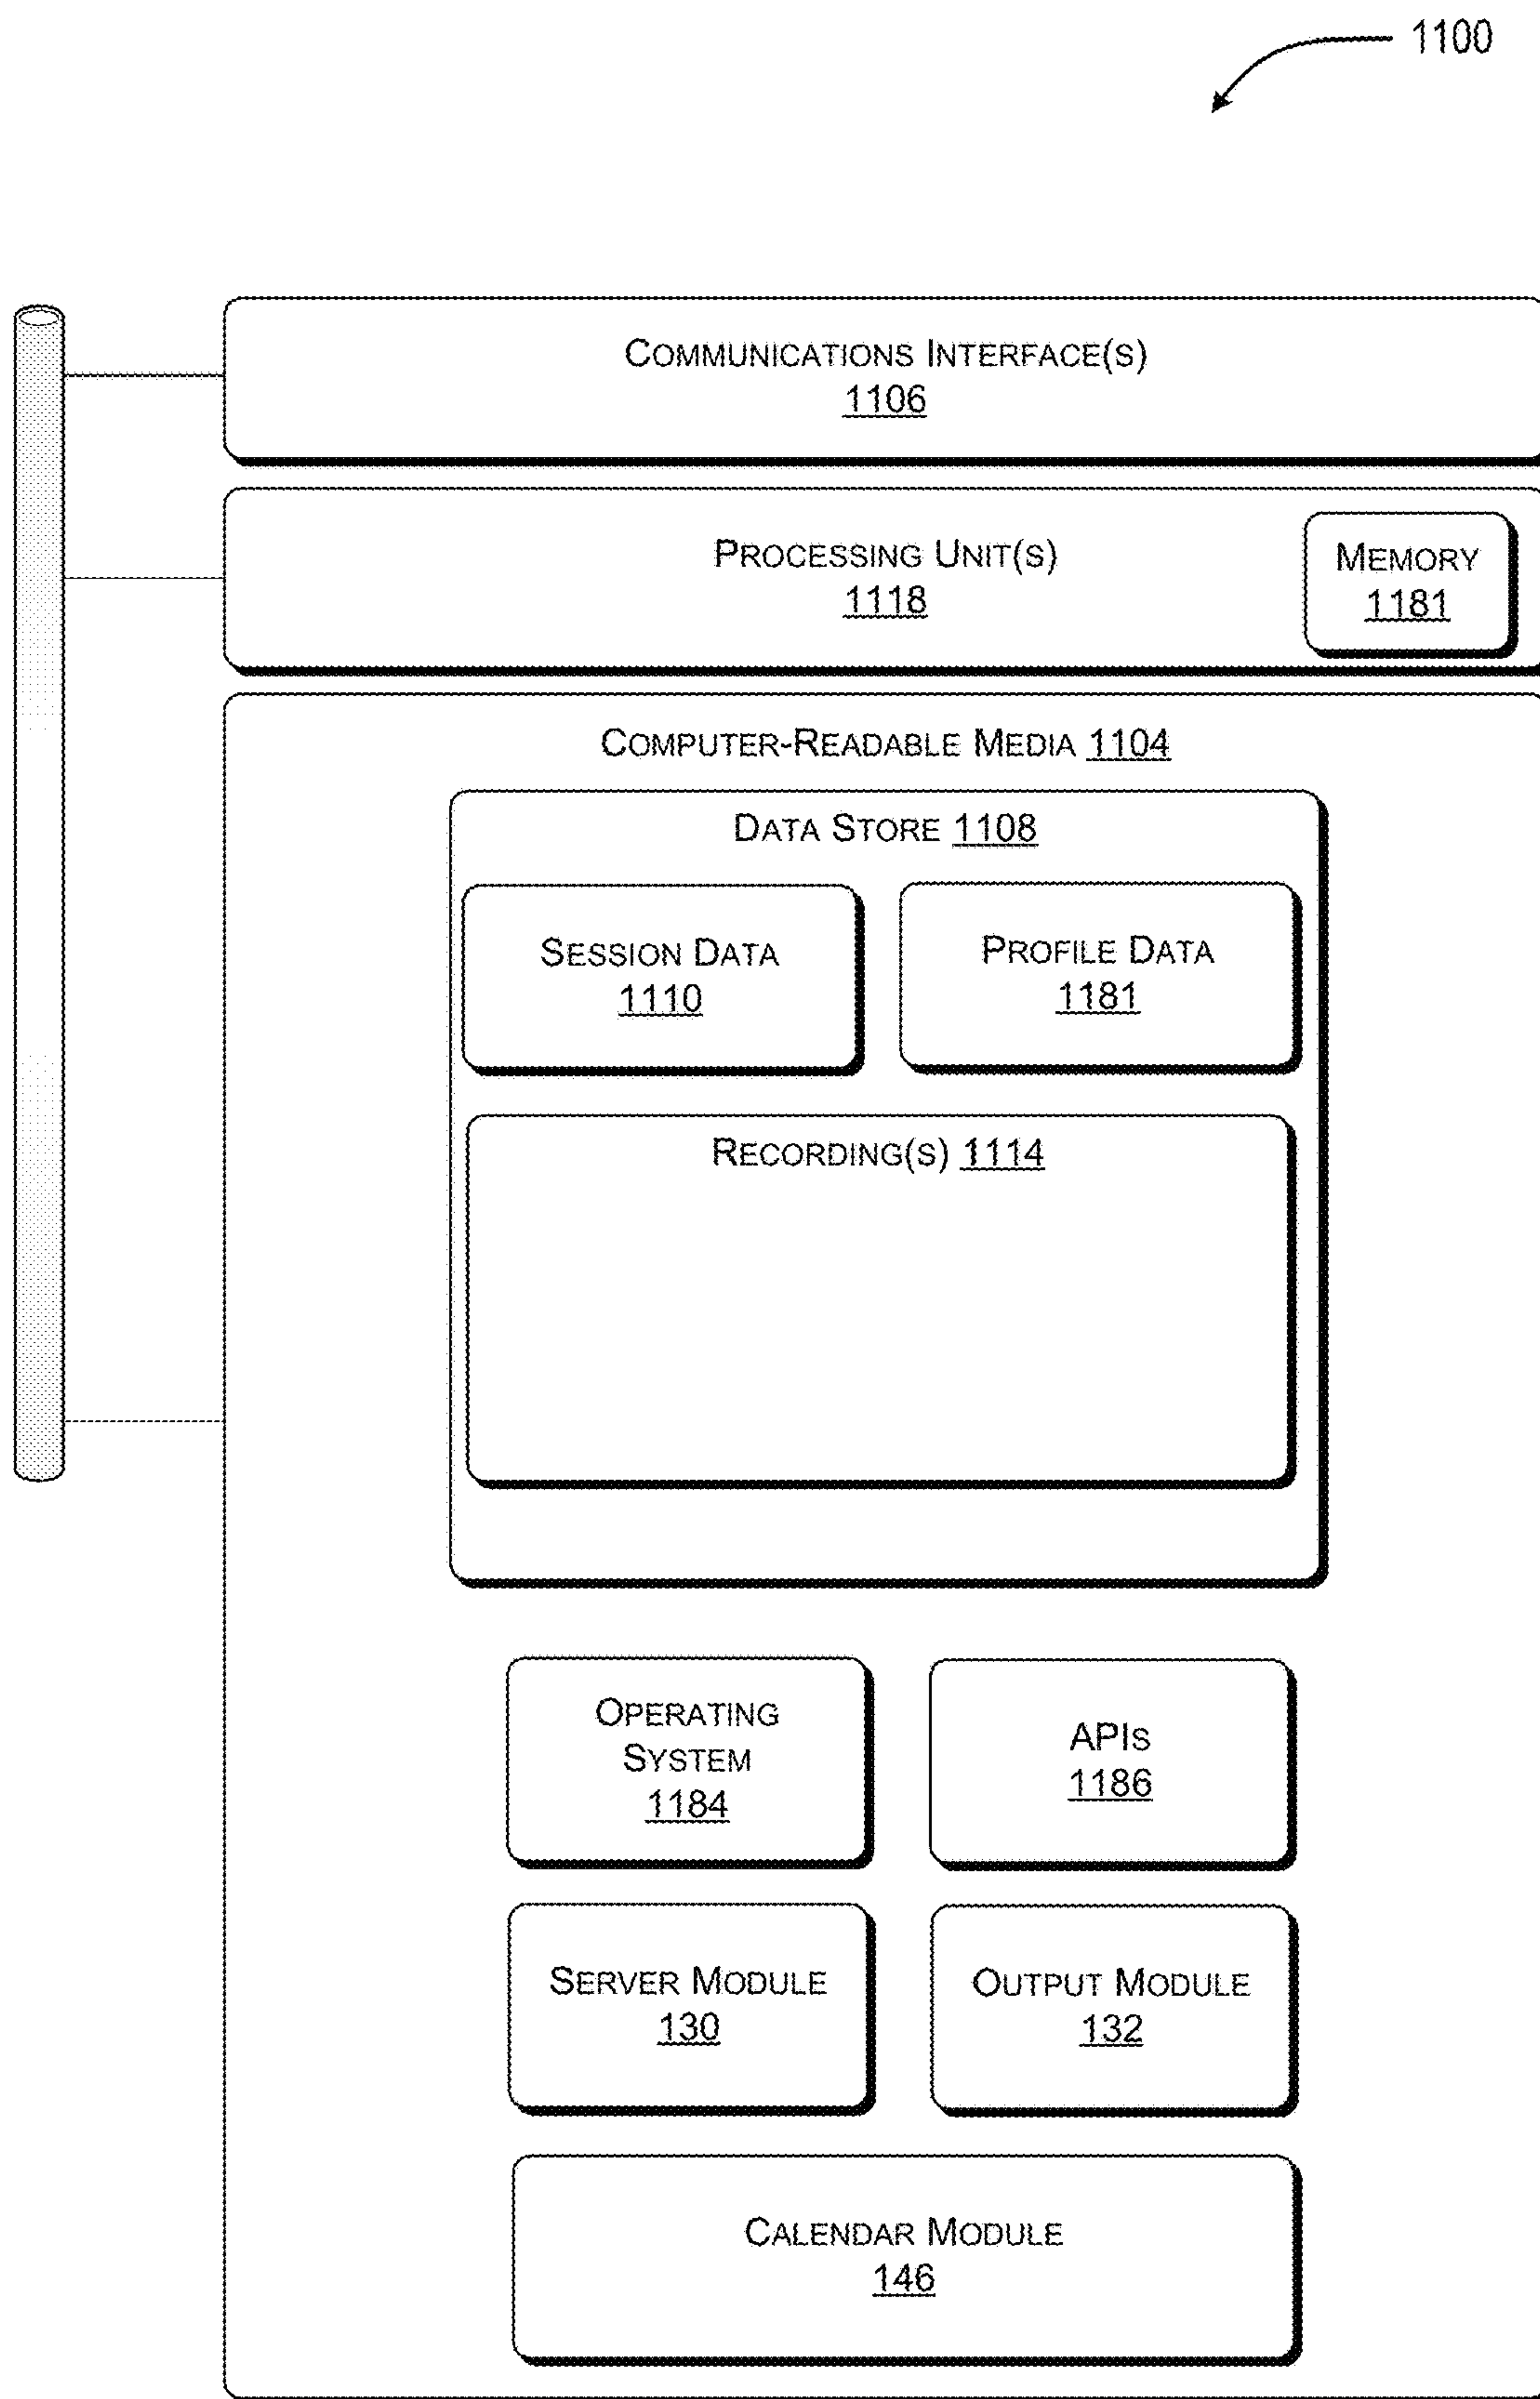 1100
COMMUNICATIONS INTERFACE(S)
1106
PROCESSING UNIT(S)
1118
MEMORY
1181
COMPUTER-READABLE MEDIA 1104
DATA STORE 1108
SESSION DATA
1110
PROFILE DATA
1181
RECORDING(S) 1114
OPERATING
SYSTEM
1184
APIS
1186
SERVER MODULE
130
OUTPUT MODULE
132
CALENDAR MODULE
146